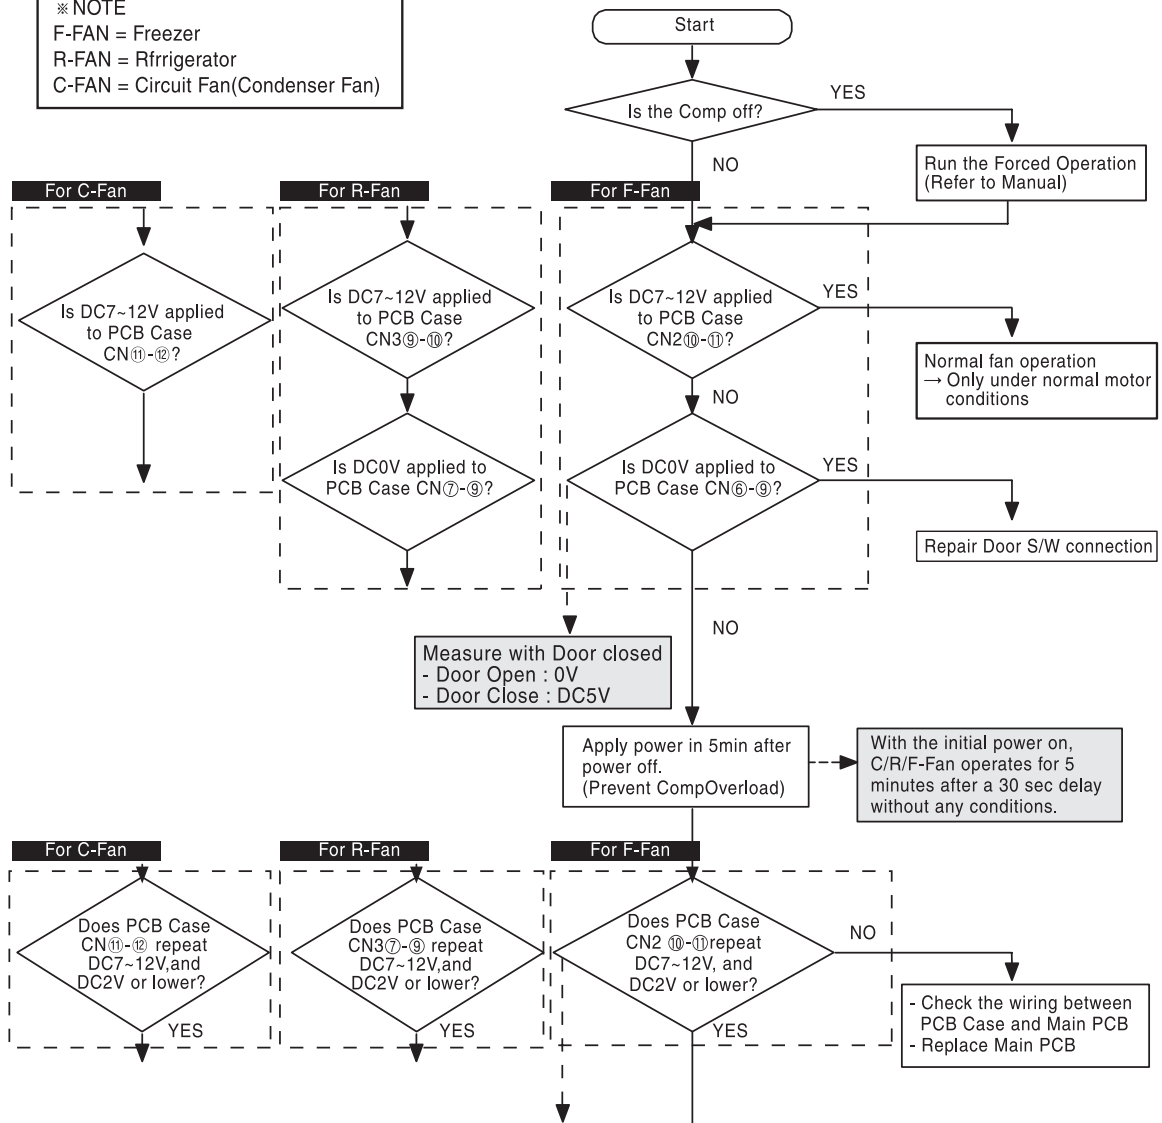 ※ NOTE
F-FAN = Freezer
R-FAN = Rfrrigerator
C-FAN = Circuit Fan(Condenser Fan)
Start
Is the Comp off?
YES
NO
Run the Forced Operation
(Refer to Manual)
For C-Fan
For R-Fan
For F-Fan
Is DC7~12V applied
to PCB Case
CN⑪-⑫?
Is DC7~12V applied
to PCB Case
CN3⑨-⑩?
Is DC7~12V applied
to PCB Case
CN2⑩-⑪?
YES
NO
Normal fan operation
→ Only under normal motor
conditions
Is DC0V applied to
PCB Case CN⑦-⑨?
Is DC0V applied to
PCB Case CN⑥-⑨?
YES
Repair Door S/W connection
NO
Measure with Door closed
- Door Open : 0V
- Door Close : DC5V
Apply power in 5min after
power off.
(Prevent CompOverload)
With the initial power on,
C/R/F-Fan operates for 5
minutes after a 30 sec delay
without any conditions.
For C-Fan
For R-Fan
For F-Fan
Does PCB Case
CN⑪-⑫ repeat
DC7~12V,and
DC2V or lower?
YES
Does PCB Case
CN3⑦-⑨ repeat
DC7~12V,and
DC2V or lower?
YES
Does PCB Case
CN2 ⑩-⑪repeat
DC7~12V, and
DC2V or lower?
NO
YES
- Check the wiring between
PCB Case and Main PCB
- Replace Main PCB